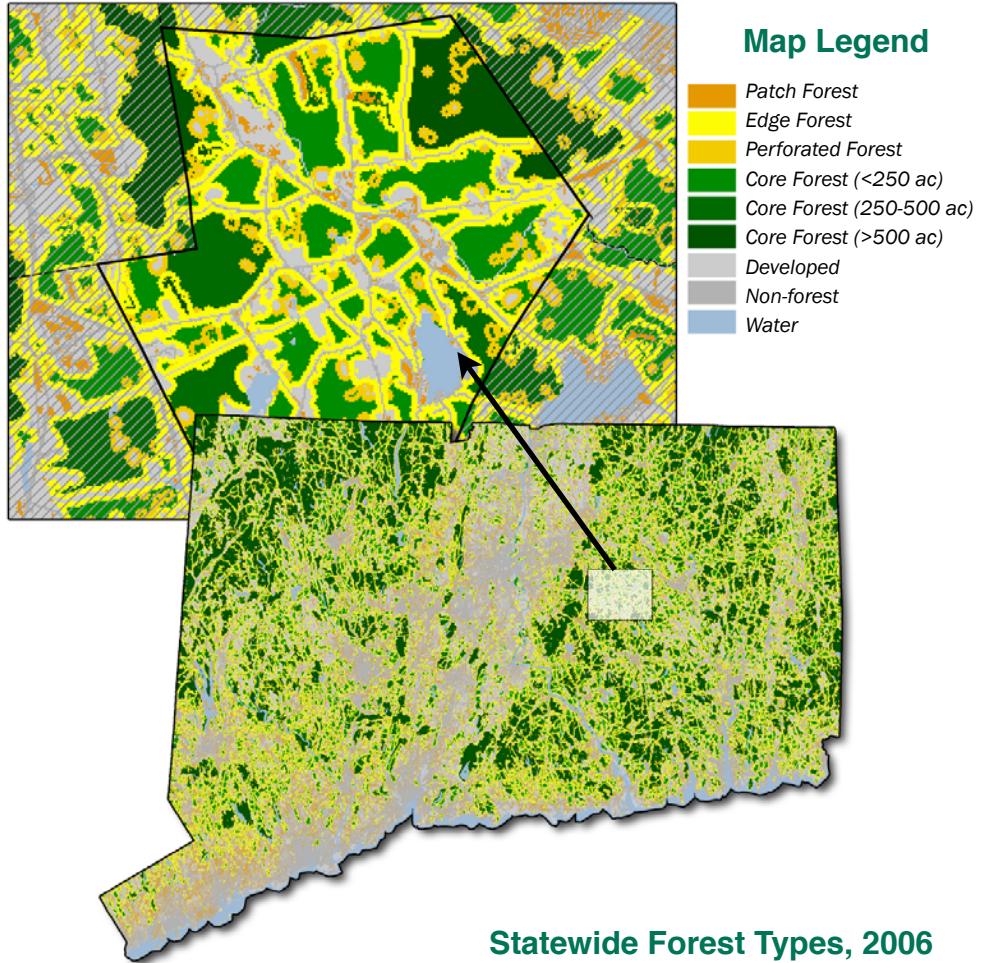 Map Legend
Patch Forest
Edge Forest
Perforated Forest
Core Forest (<250 ac)
Core Forest (250-500 ac)
Core Forest (>500 ac)
Developed
Non-forest
Water
Statewide Forest Types, 2006